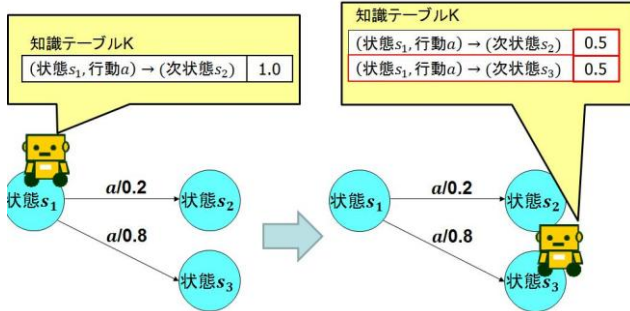 知識テーブルK
(状態s₁,行動a) → (次状態s₂) 1.0
状態s₁
a/0.2
状態s₂
a/0.8
状態s₃
知識テーブルK
(状態s₁,行動a) → (次状態s₂) 0.5
(状態s₁,行動a) → (次状態s₃) 0.5
状態s₁
a/0.2
状態s₂
a/0.8
状態s₃